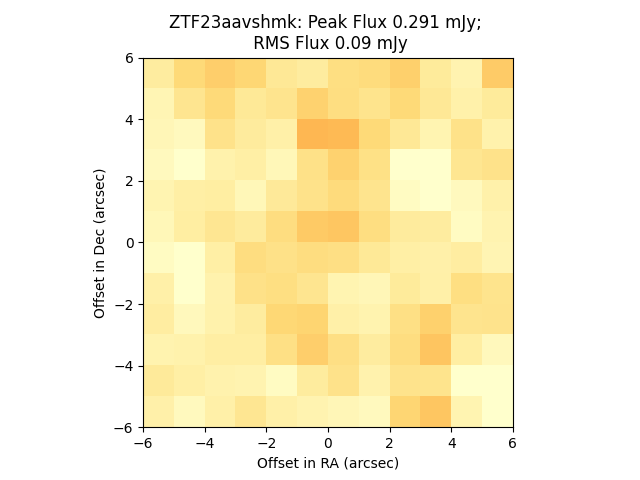 ZTF23aavshmk: Peak Flux 0.291 mJy;
RMS Flux 0.09 mJy
6
4
2
0
−2
−4
−6
Offset in Dec (arcsec)
−6 −4 −2 0 2 4 6
Offset in RA (arcsec)